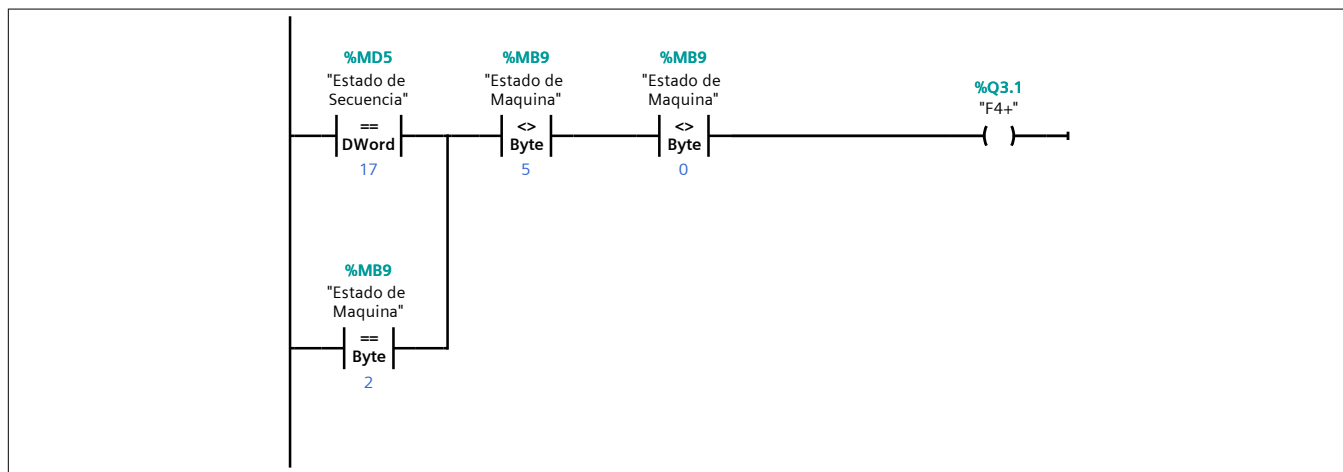 %MD5
"Estado de
Secuencia"
==
DWord
17
%MB9
"Estado de
Maquina"
<>
Byte
5
%MB9
"Estado de
Maquina"
<>
Byte
0
%Q3.1
"F4+"
%MB9
"Estado de
Maquina"
==
Byte
2